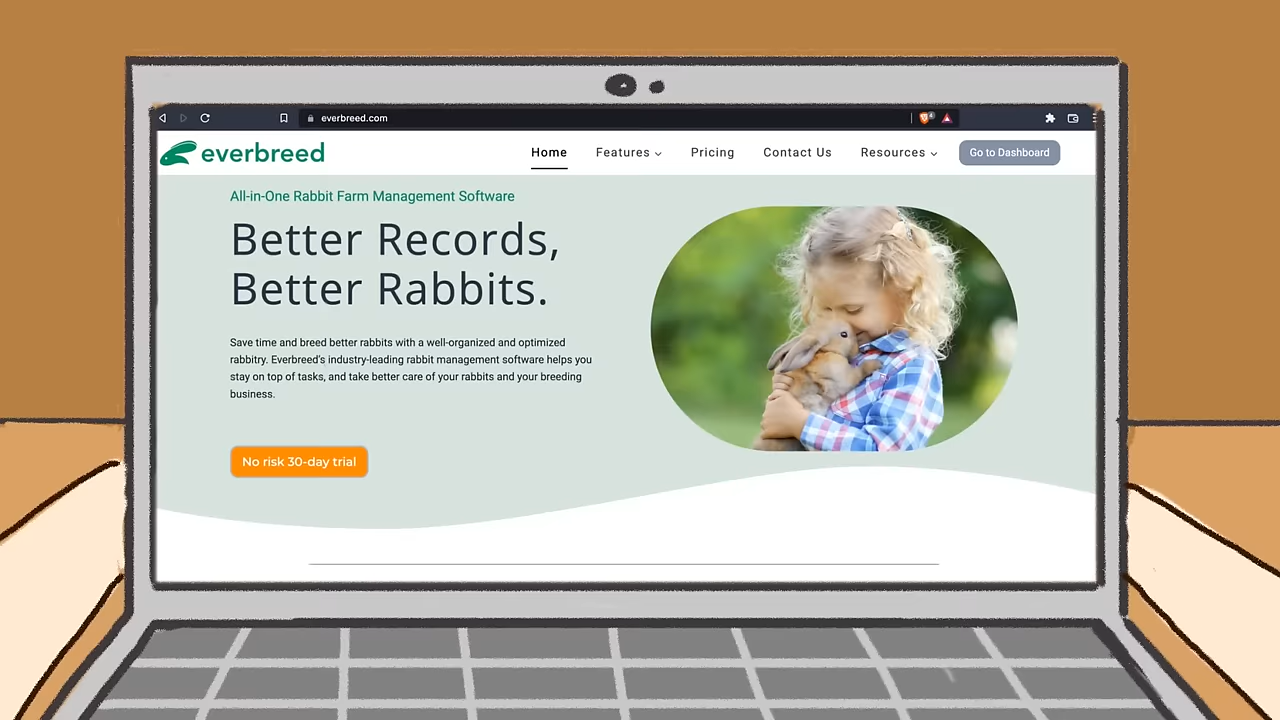 everbreed.com
everbreed
Home Features Pricing Contact Us Resources Go to Dashboard
All-in-One Rabbit Farm Management Software
Better Records,
Better Rabbits.
Save time and breed better rabbits with a well-organized and optimized
rabbitry. Everbreed's industry-leading rabbit management software helps you
stay on top of tasks, and take better care of your rabbits and your breeding
business.
No risk 30-day trial